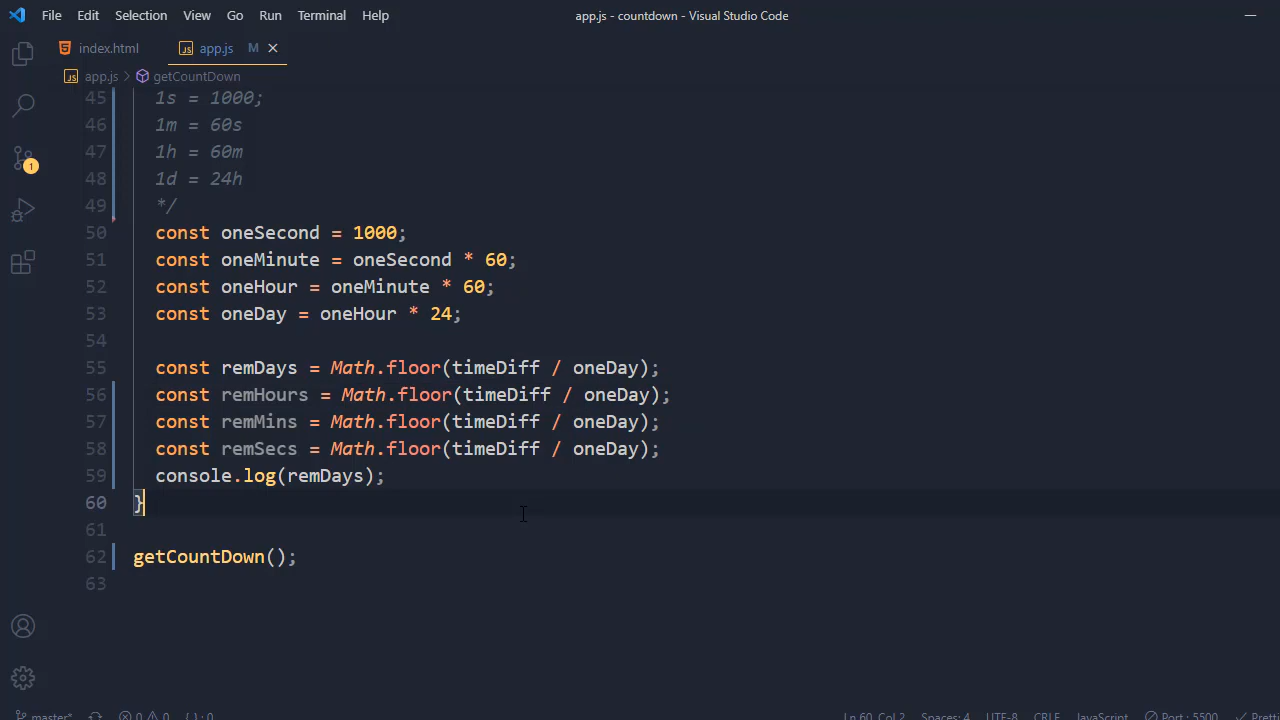 File Edit Selection View Go Run Terminal Help app.js - countdown - Visual Studio Code
index.html app.js M
app.js > getCountDown
45 1s = 1000;
46 1m = 60s
47 1h = 60m
48 1d = 24h
49 */
50 const oneSecond = 1000;
51 const oneMinute = oneSecond * 60;
52 const oneHour = oneMinute * 60;
53 const oneDay = oneHour * 24;
54
55 const remDays = Math.floor(timeDiff / oneDay);
56 const remHours = Math.floor(timeDiff / oneDay);
57 const remMins = Math.floor(timeDiff / oneDay);
58 const remSecs = Math.floor(timeDiff / oneDay);
59 console.log(remDays);
60 }
61
62 getCountDown();
63
1
master* 0 0 { } : 0 Ln 60, Col 2 Spaces: 4 UTF-8 CRLF JavaScript Port : 5500 Pretti